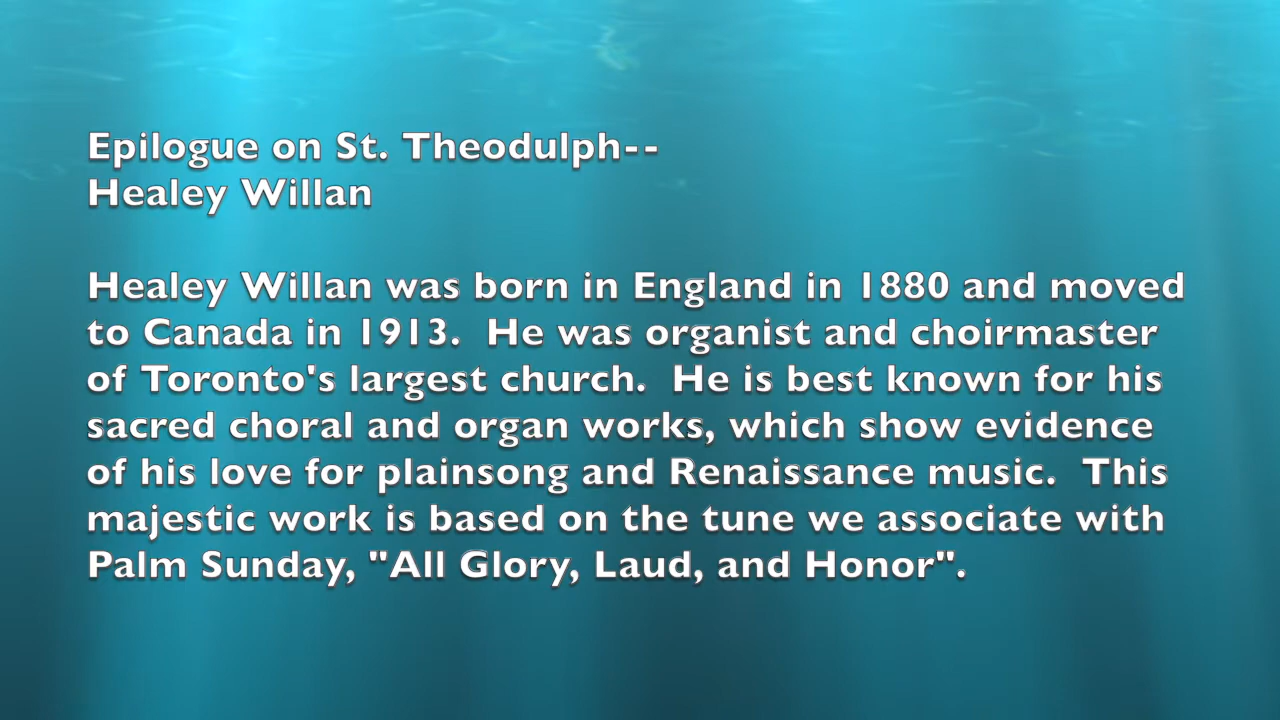 Epilogue on St. Theodulph--
Healey Willan
Healey Willan was born in England in 1880 and moved
to Canada in 1913.  He was organist and choirmaster
of Toronto's largest church.  He is best known for his
sacred choral and organ works, which show evidence
of his love for plainsong and Renaissance music.  This
majestic work is based on the tune we associate with
Palm Sunday, "All Glory, Laud, and Honor".